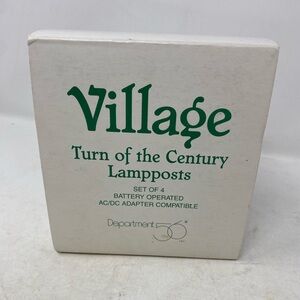 Village
Turn of the Century
Lampposts
SET OF 4
BATTERY OPERATED
AC/DC ADAPTER COMPATIBLE
Department 56